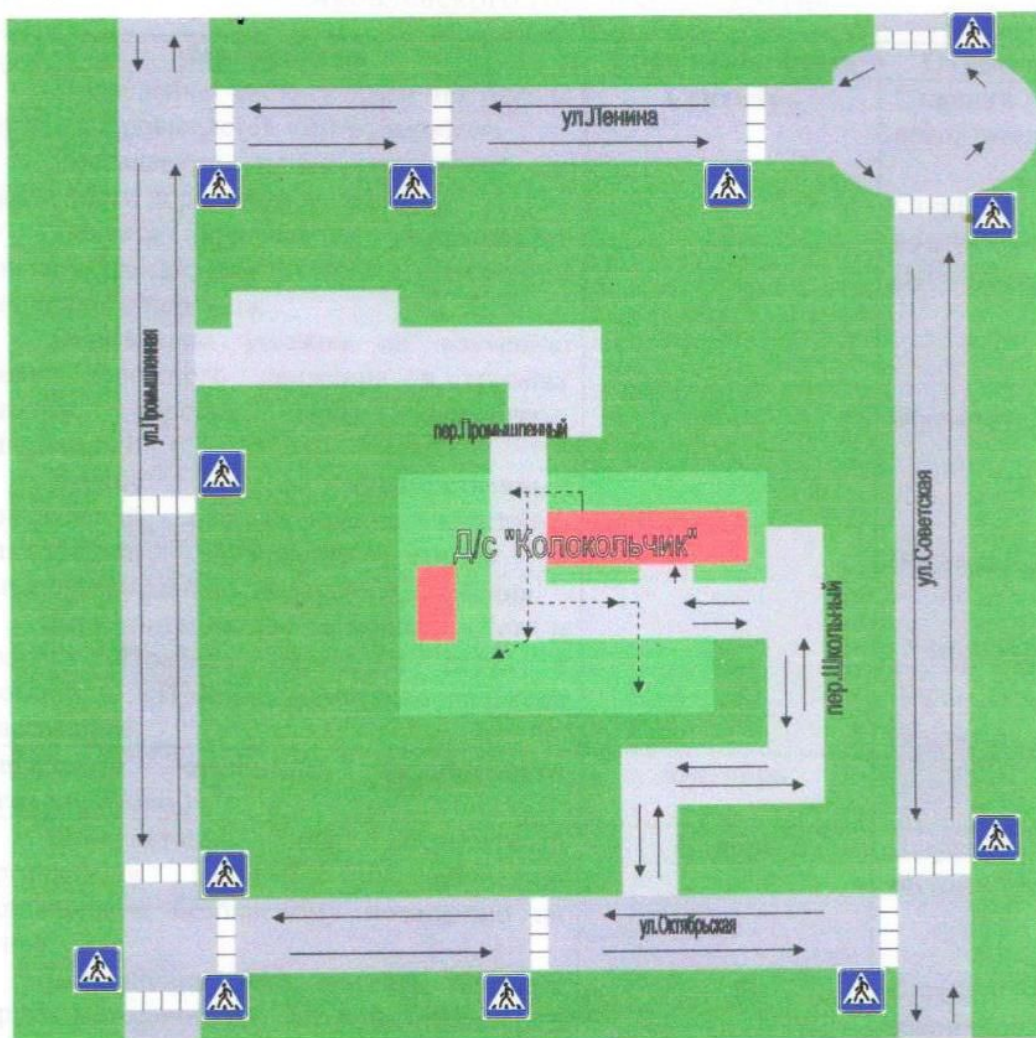 ул.Ленина
ул.Промышленная
пер.Промышленный
Д/с "Колокольчик"
ул.Советская
пер.Школьный
ул.Октябрьская